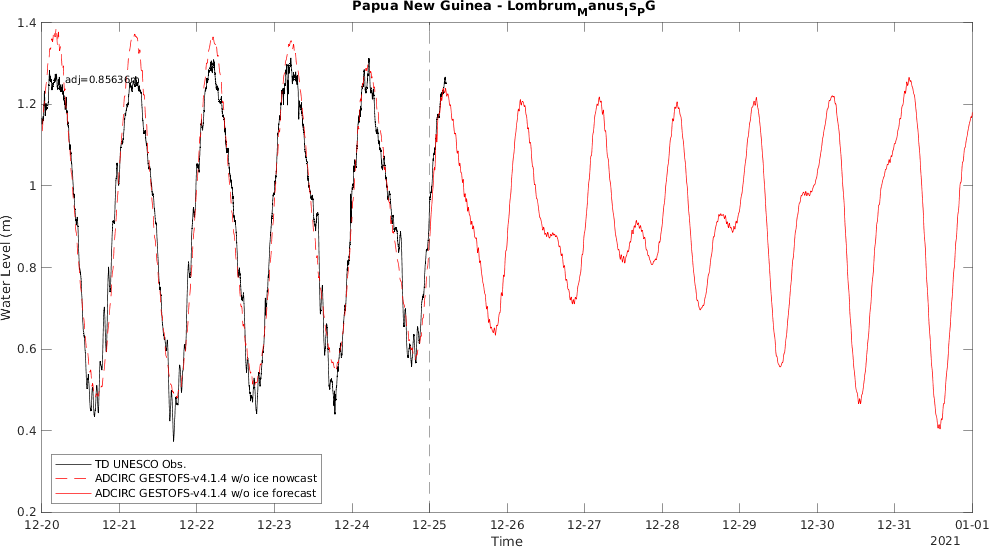 Papua New Guinea - Lombrum_Manus_Is_PG
1.4
1.2
1
0.8
0.6
0.4
0.2
Water Level (m)
adj=0.85636m
TD UNESCO Obs.
ADCIRC GESTOFS-v4.1.4 w/o ice nowcast
ADCIRC GESTOFS-v4.1.4 w/o ice forecast
12-20 12-21 12-22 12-23 12-24 12-25 12-26 12-27 12-28 12-29 12-30 12-31 01-01
Time
2021